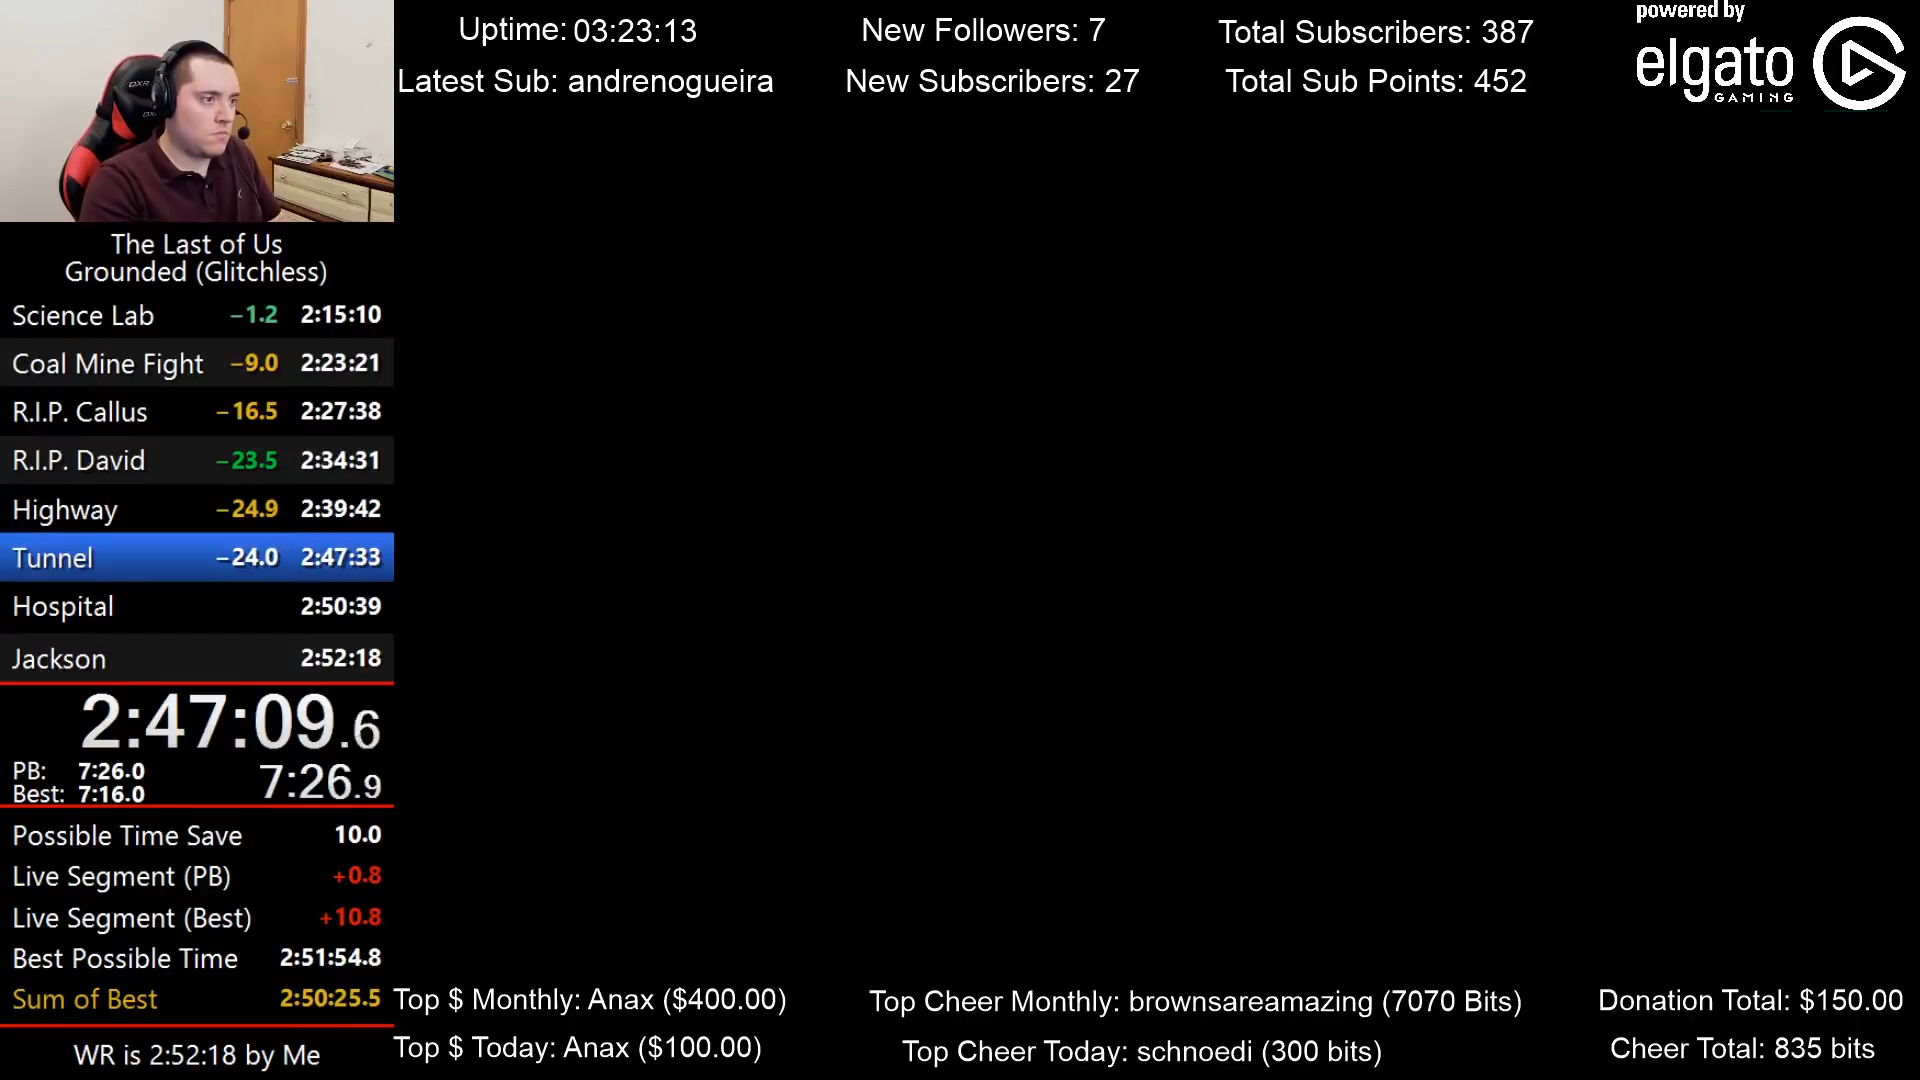 Uptime: 03:23:13
New Followers: 7
Total Subscribers: 387
powered by
elgato
GAMING
Latest Sub: andrenogueira
New Subscribers: 27
Total Sub Points: 452
DXR
The Last of Us
Grounded (Glitchless)
Science Lab −1.2 2:15:10
Coal Mine Fight −9.0 2:23:21
R.I.P. Callus −16.5 2:27:38
R.I.P. David −23.5 2:34:31
Highway −24.9 2:39:42
Tunnel −24.0 2:47:33
Hospital 2:50:39
Jackson 2:52:18
2:47:09.6
PB: 7:26.0
Best: 7:16.0
7:26.9
Possible Time Save 10.0
Live Segment (PB) +0.8
Live Segment (Best) +10.8
Best Possible Time 2:51:54.8
Sum of Best 2:50:25.5
WR is 2:52:18 by Me
Top $ Monthly: Anax ($400.00)
Top Cheer Monthly: brownsareamazing (7070 Bits)
Donation Total: $150.00
Top $ Today: Anax ($100.00)
Top Cheer Today: schnoedi (300 bits)
Cheer Total: 835 bits